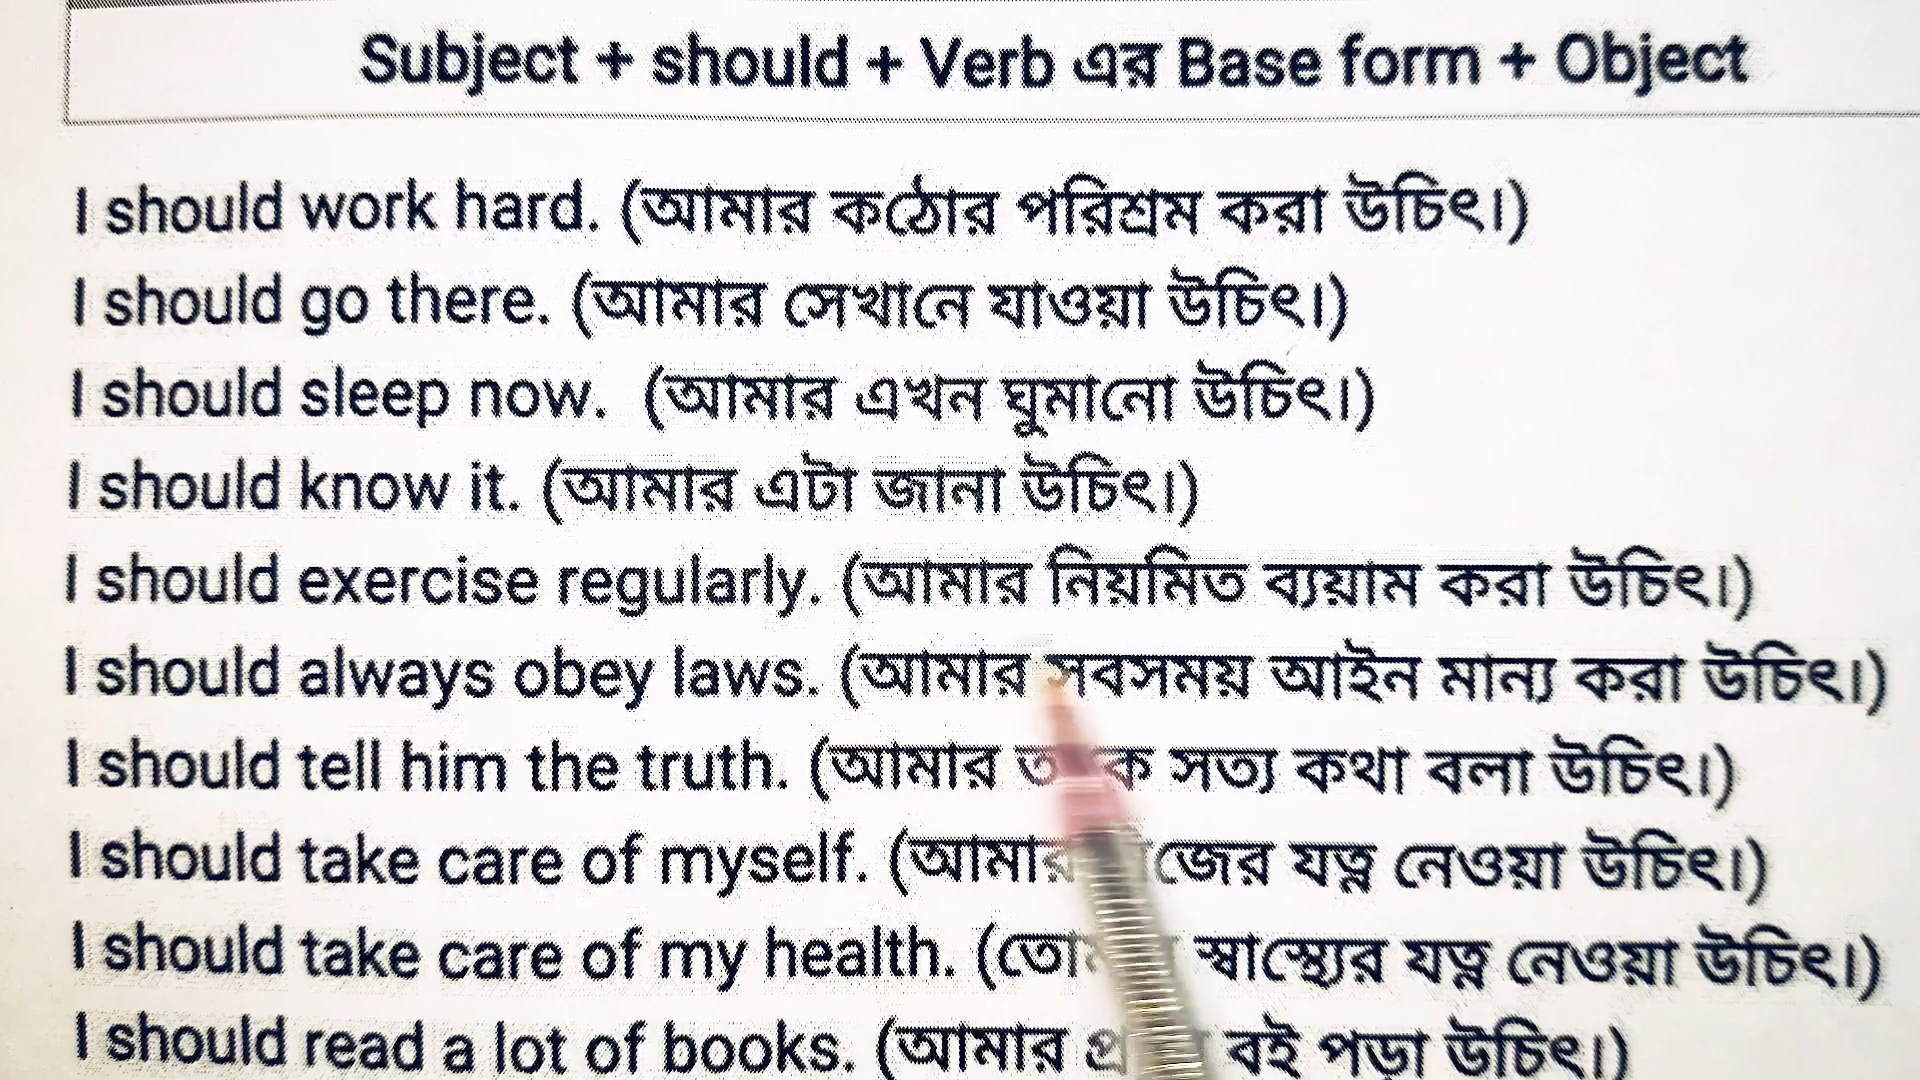 Subject + should + Verb এর Base form + Object
I should work hard. (আমার কঠোর পরিশ্রম করা উচিৎ।)
I should go there. (আমার সেখানে যাওয়া উচিৎ।)
I should sleep now. (আমার এখন ঘুমানো উচিৎ।)
I should know it. (আমার এটা জানা উচিৎ।)
I should exercise regularly. (আমার নিয়মিত ব্যয়াম করা উচিৎ।)
I should always obey laws. (আমার সবসময় আইন মান্য করা উচিৎ।)
I should tell him the truth. (আমার সত্য কথা বলা উচিৎ।)
I should take care of myself. (আমার যত্ন নেওয়া উচিৎ।)
I should take care of my health. ( স্বাস্থ্যের যত্ন নেওয়া উচিৎ।)
I should read a lot of books. (আমার বই পড়া উচিৎ।)